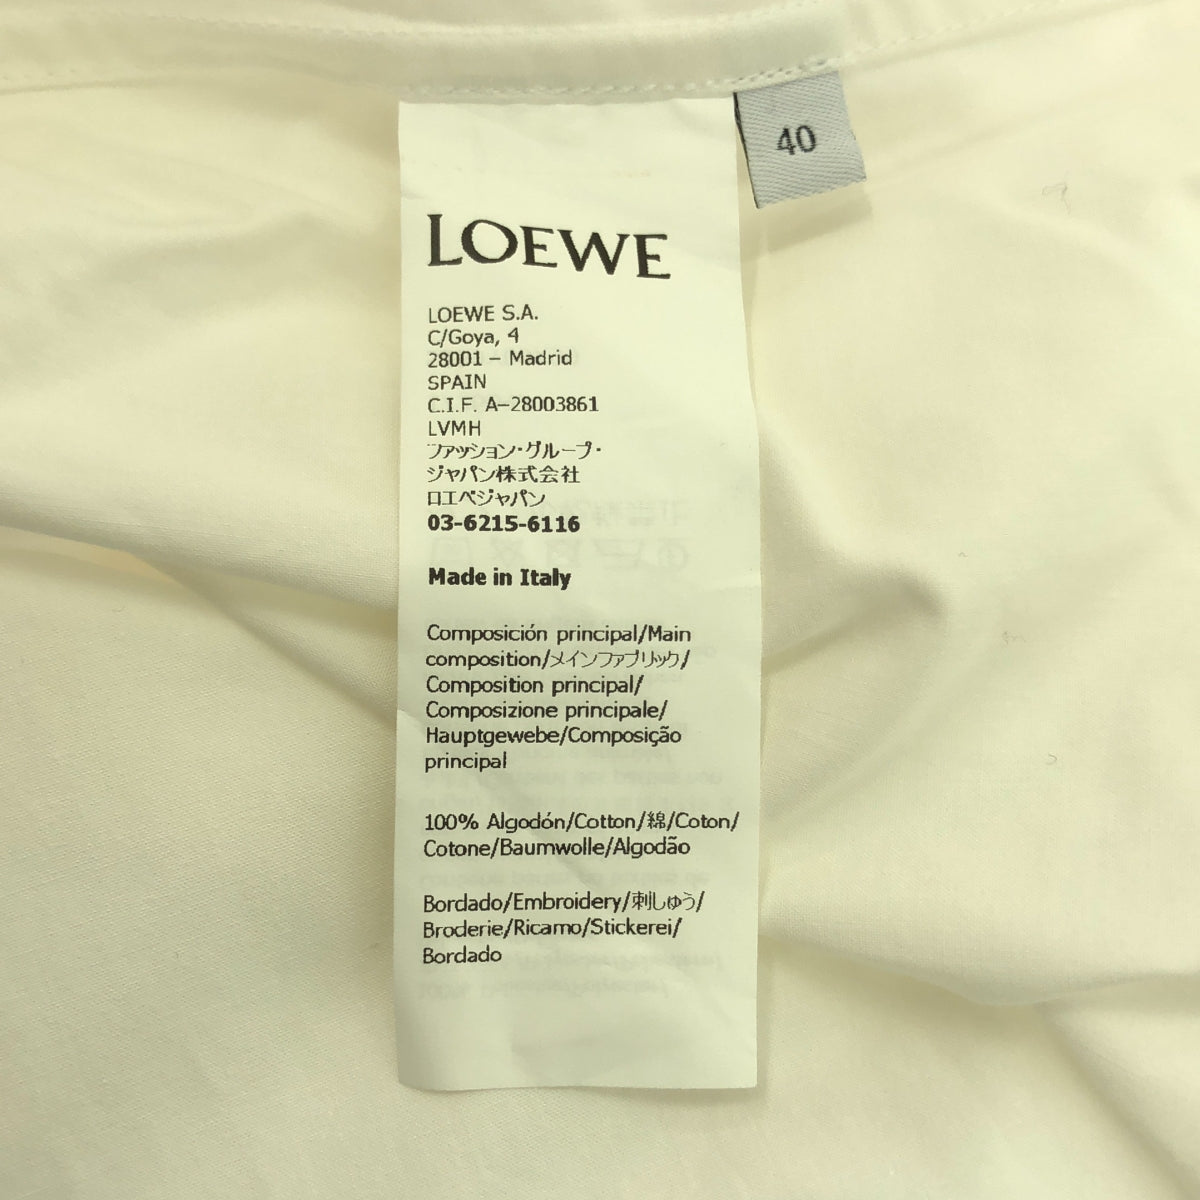 40
LOEWE
LOEWE S.A.
C/Goya, 4
28001 – Madrid
SPAIN
C.I.F. A–28003861
LVMH
ファッション・グループ・
ジャパン株式会社
ロエベジャパン
03-6215-6116
Made in Italy
Composición principal/Main
composition/メインファブリック/
Composition principal/
Composizione principale/
Hauptgewebe/Composição
principal
100% Algodón/Cotton/綿/Coton/
Cotone/Baumwolle/Algodão
Bordado/Embroidery/刺しゅう/
Broderie/Ricamo/Stickerei/
Bordado